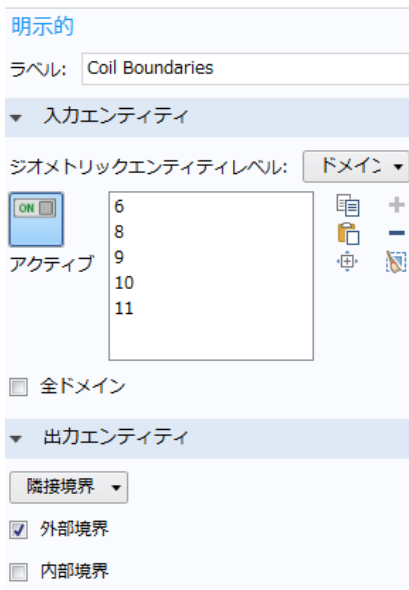 明示的
ラベル: Coil Boundaries
入力エンティティ
ジオメトリックエンティティレベル: ドメイン
ON
アクティブ
6
8
9
10
11
全ドメイン
出力エンティティ
隣接境界
外部境界
内部境界